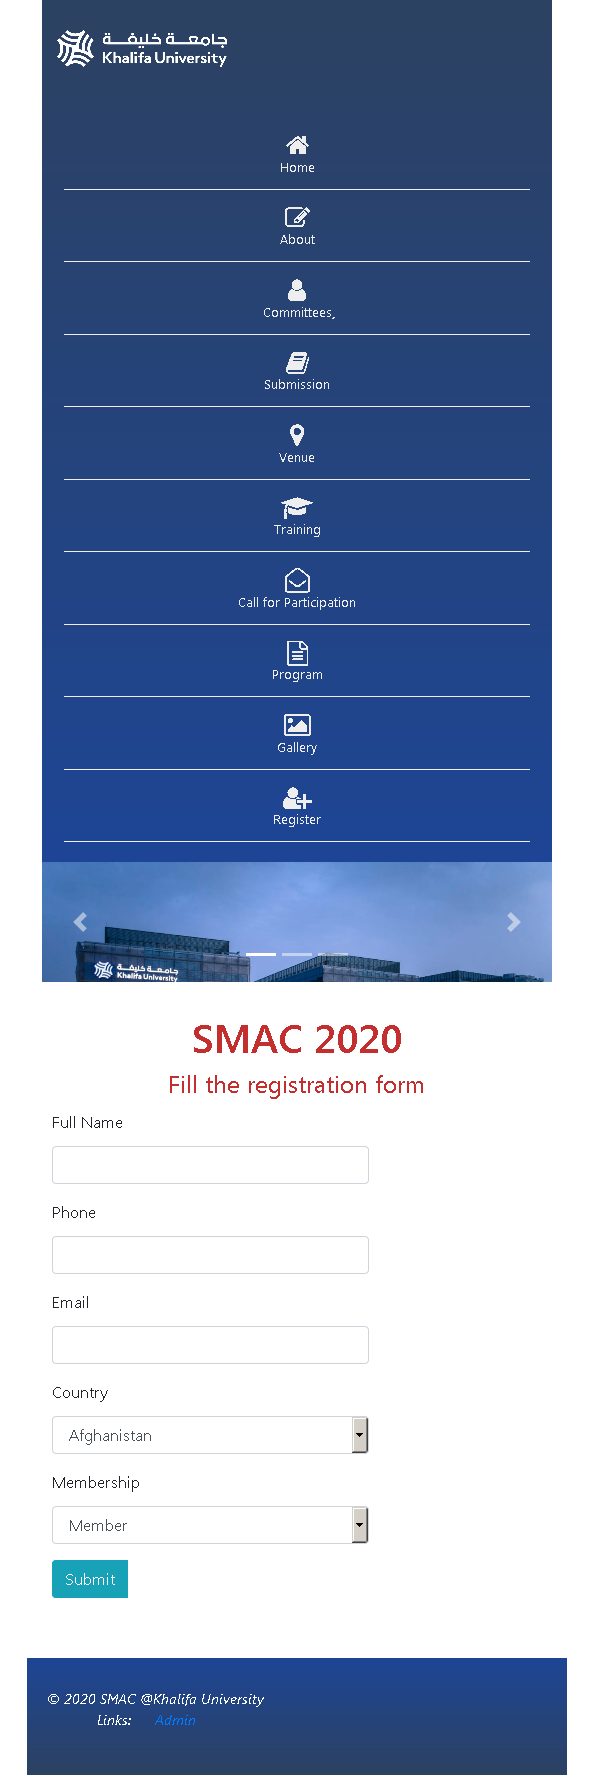 جامعة خليفة
Khalifa University
Home
About
Committees,
Submission
Venue
Training
Call for Participation
Program
Gallery
Register
جامعة خليفة
Khalifa University
SMAC 2020
Fill the registration form
Full Name
Phone
Email
Country
Afghanistan
Membership
Member
Submit
© 2020 SMAC @Khalifa University
Links: Admin